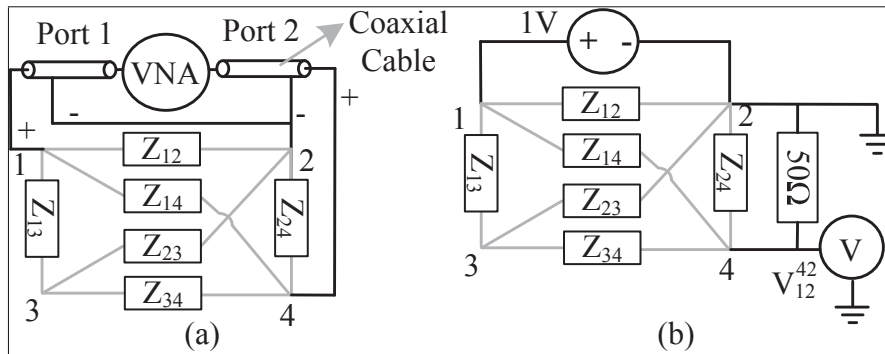 Port 1
Port 2
Coaxial
Cable
VNA
-
-
+
+
1
2
Z12
Z14
Z13
Z24
Z23
Z34
3
4
(a)
1V
+
-
1
2
Z12
Z14
Z13
Z24
Z23
Z34
50Ω
V
3
4
V12^42
(b)